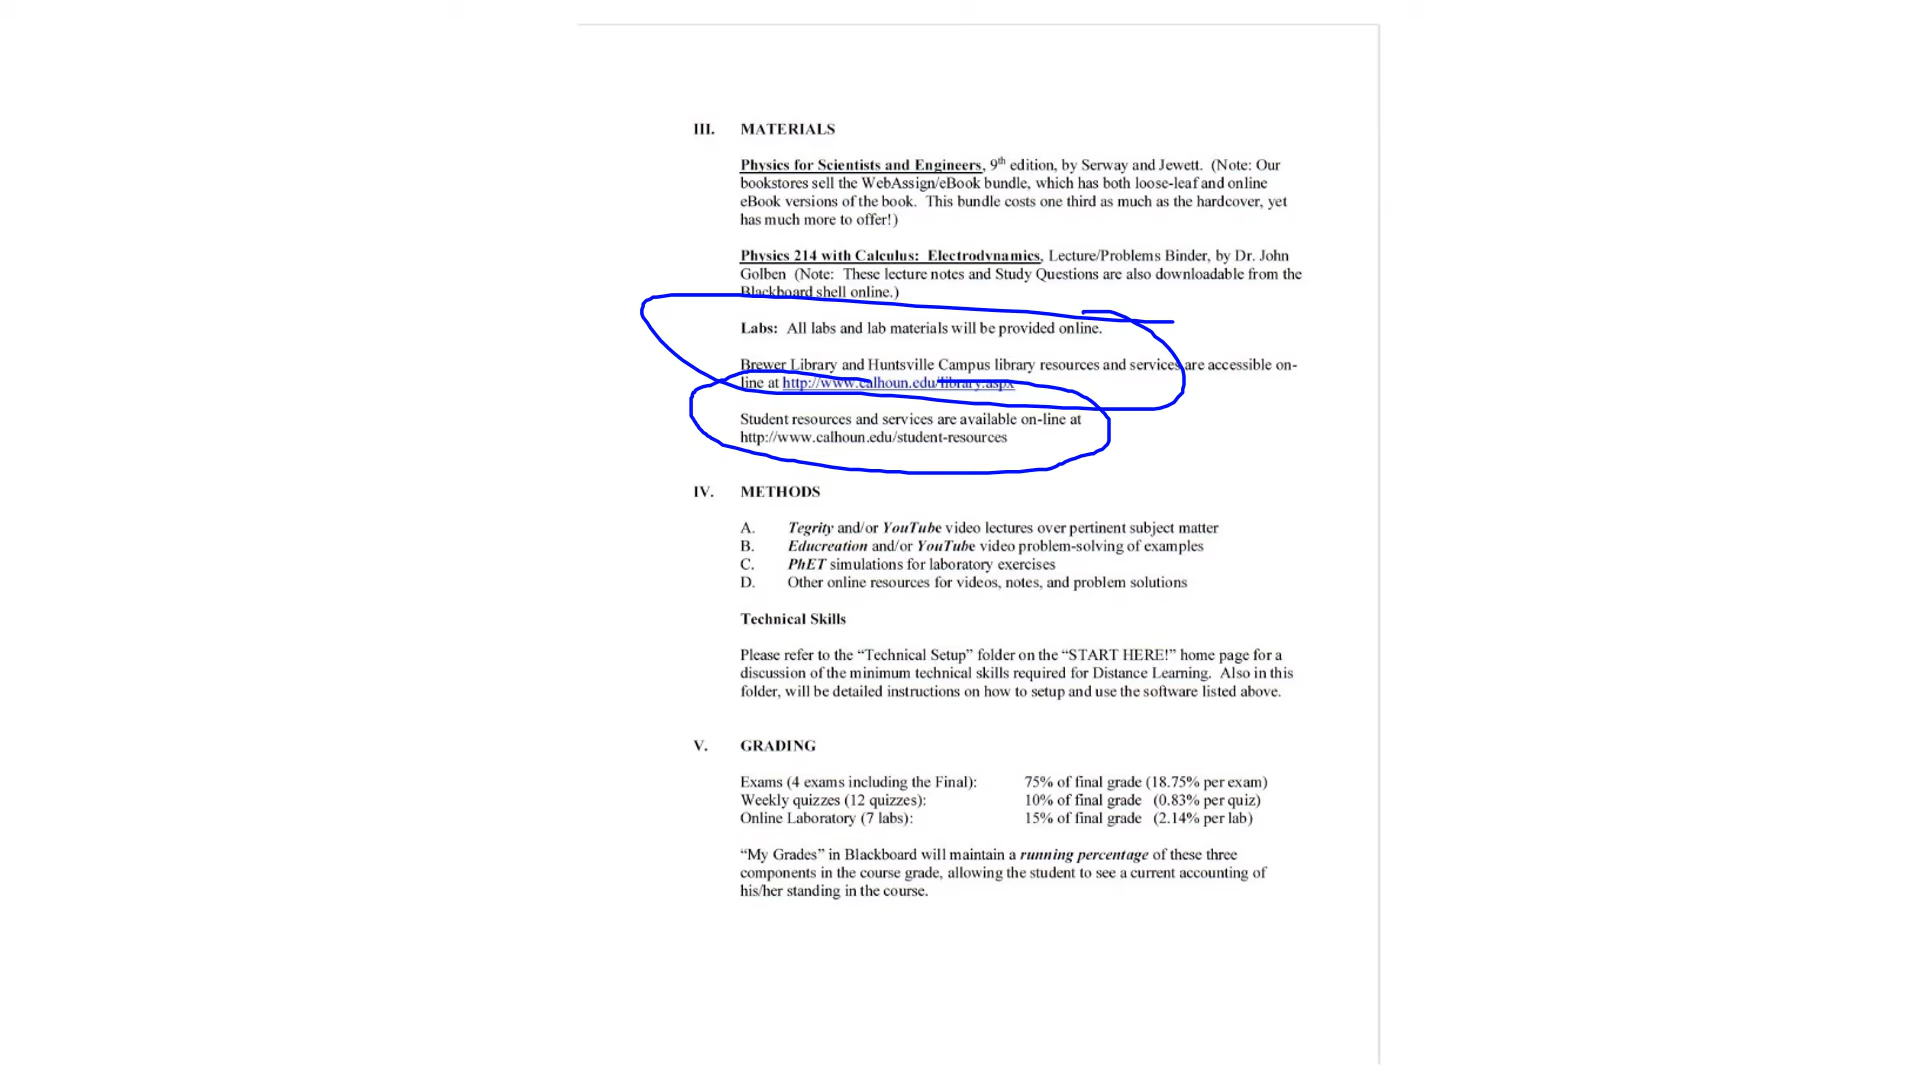 III. MATERIALS
Physics for Scientists and Engineers, 9th edition, by Serway and Jewett. (Note: Our
bookstores sell the WebAssign/eBook bundle, which has both loose-leaf and online
eBook versions of the book. This bundle costs one third as much as the hardcover, yet
has much more to offer!)
Physics 214 with Calculus: Electrodynamics, Lecture/Problems Binder, by Dr. John
Golben (Note: These lecture notes and Study Questions are also downloadable from the
Blackboard shell online.)
Labs: All labs and lab materials will be provided online.
Brewer Library and Huntsville Campus library resources and services are accessible on-
line at http://www.calhoun.edu/library.aspx
Student resources and services are available on-line at
http://www.calhoun.edu/student-resources
IV. METHODS
A. Tegrity and/or YouTube video lectures over pertinent subject matter
B. Educreation and/or YouTube video problem-solving of examples
C. PhET simulations for laboratory exercises
D. Other online resources for videos, notes, and problem solutions
Technical Skills
Please refer to the “Technical Setup” folder on the “START HERE!” home page for a
discussion of the minimum technical skills required for Distance Learning. Also in this
folder, will be detailed instructions on how to setup and use the software listed above.
V. GRADING
Exams (4 exams including the Final): 75% of final grade (18.75% per exam)
Weekly quizzes (12 quizzes): 10% of final grade (0.83% per quiz)
Online Laboratory (7 labs): 15% of final grade (2.14% per lab)
“My Grades” in Blackboard will maintain a running percentage of these three
components in the course grade, allowing the student to see a current accounting of
his/her standing in the course.